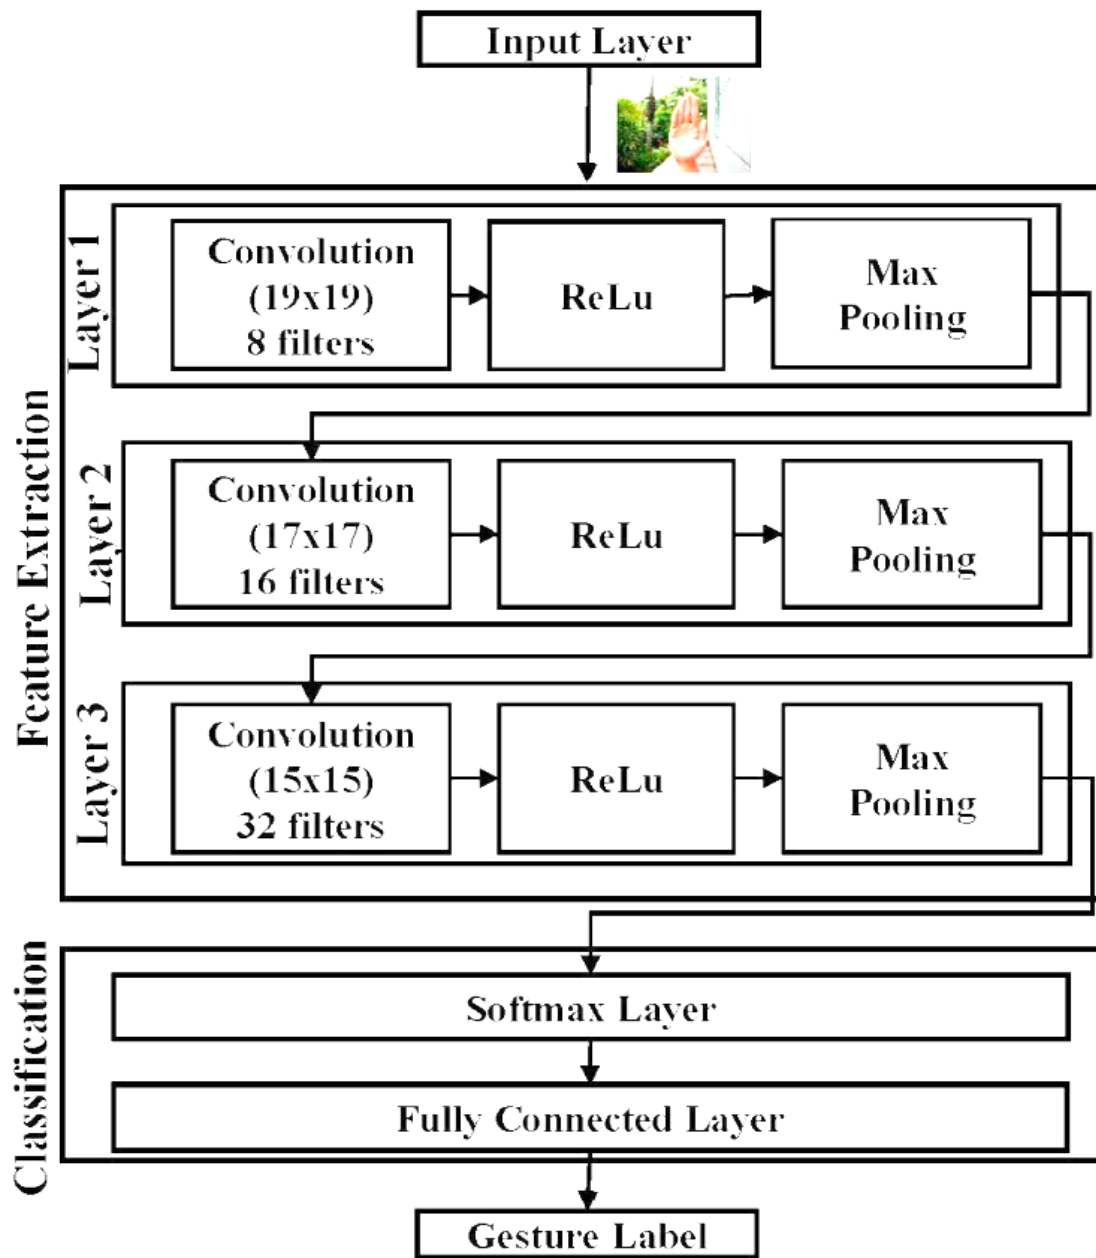 Input Layer
Feature Extraction
Layer 1
Convolution
(19x19)
8 filters
ReLu
Max
Pooling
Layer 2
Convolution
(17x17)
16 filters
ReLu
Max
Pooling
Layer 3
Convolution
(15x15)
32 filters
ReLu
Max
Pooling
Classification
Softmax Layer
Fully Connected Layer
Gesture Label